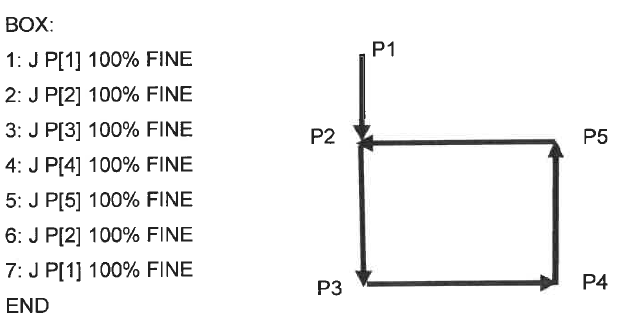 BOX:
1: J P[1] 100% FINE
2: J P[2] 100% FINE
3: J P[3] 100% FINE
4: J P[4] 100% FINE
5: J P[5] 100% FINE
6: J P[2] 100% FINE
7: J P[1] 100% FINE
END
P1
P2
P5
P3
P4